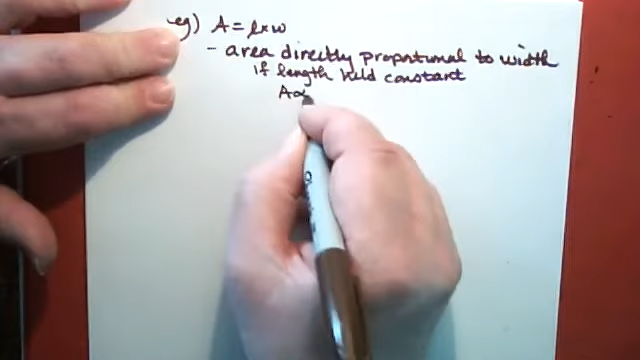 eg) A = l×w
- area directly proportional to width
if length held constant
A∝